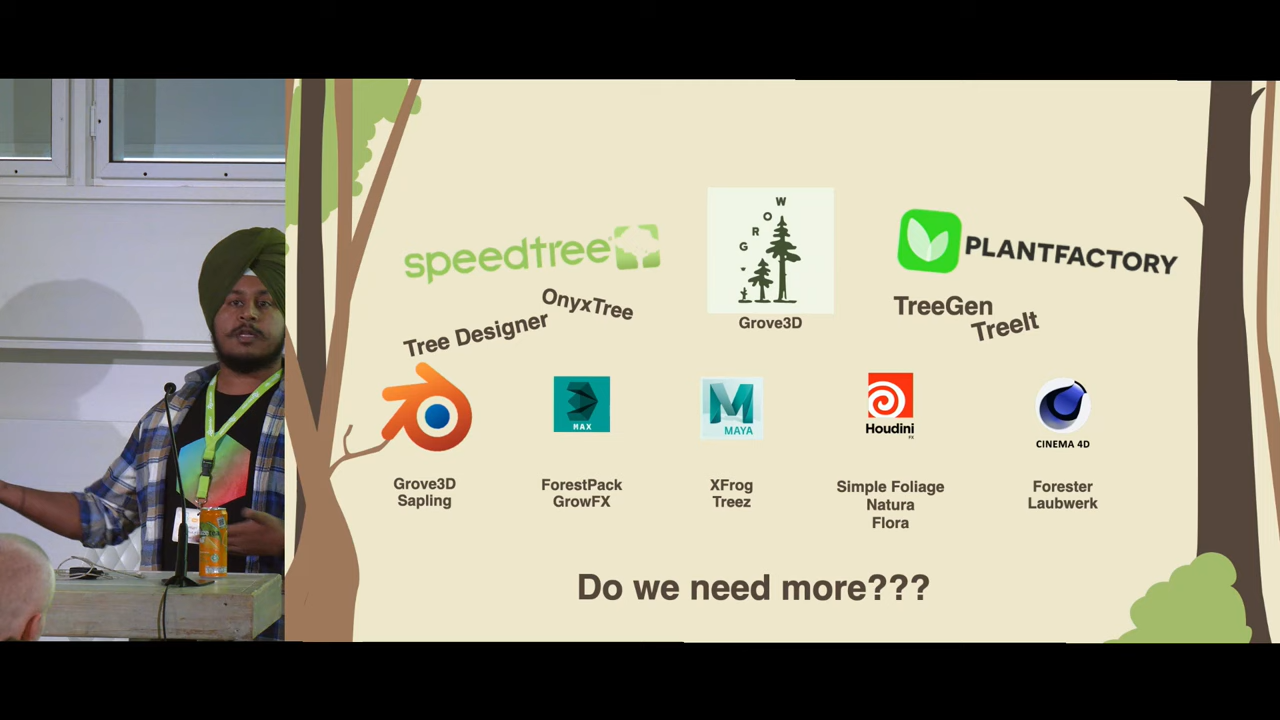 speedtree
G R O W
PLANTFACTORY
OnyxTree
Tree Designer
Grove3D
TreeGen
TreeIt
MAX
MAYA
Houdini
FX
CINEMA 4D
Grove3D
Sapling
ForestPack
GrowFX
XFrog
Treez
Simple Foliage
Natura
Flora
Forester
Laubwerk
Do we need more???